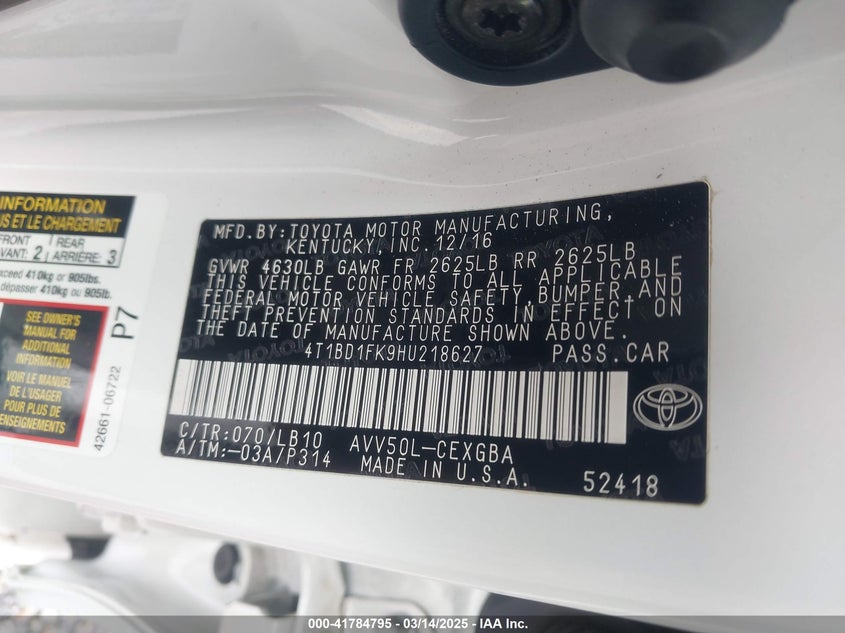 INFORMATION
US ET LE CHARGEMENT
FRONT
VANT: 2
REAR
ARRIÈRE: 3
exceed 410kg or 905lbs.
dépasser 410kg ou 905lb.
SEE OWNER'S
MANUAL FOR
ADDITIONAL
INFORMATION
VOIR LE MANUEL
DE L'USAGER
POUR PLUS DE
RENSEIGNEMENTS
P7
42661-06722
MFD.BY:TOYOTA MOTOR MANUFACTURING,
KENTUCKY,INC.12/16
GVWR 4630LB GAWR FR 2625LB RR 2625LB
THIS VEHICLE CONFORMS TO ALL APPLICABLE
FEDERAL MOTOR VEHICLE SAFETY,BUMPER,AND
THEFT PREVENTION STANDARDS IN EFFECT ON
THE DATE OF MANUFACTURE SHOWN ABOVE.
4T1BD1FK9HU218627 PASS.CAR
C/TR:070/LB10 AVV50L-CEXGBA
A/TM:-03A/P314 MADE IN U.S.A.
52418
000-41784795 - 03/14/2025 - IAA Inc.